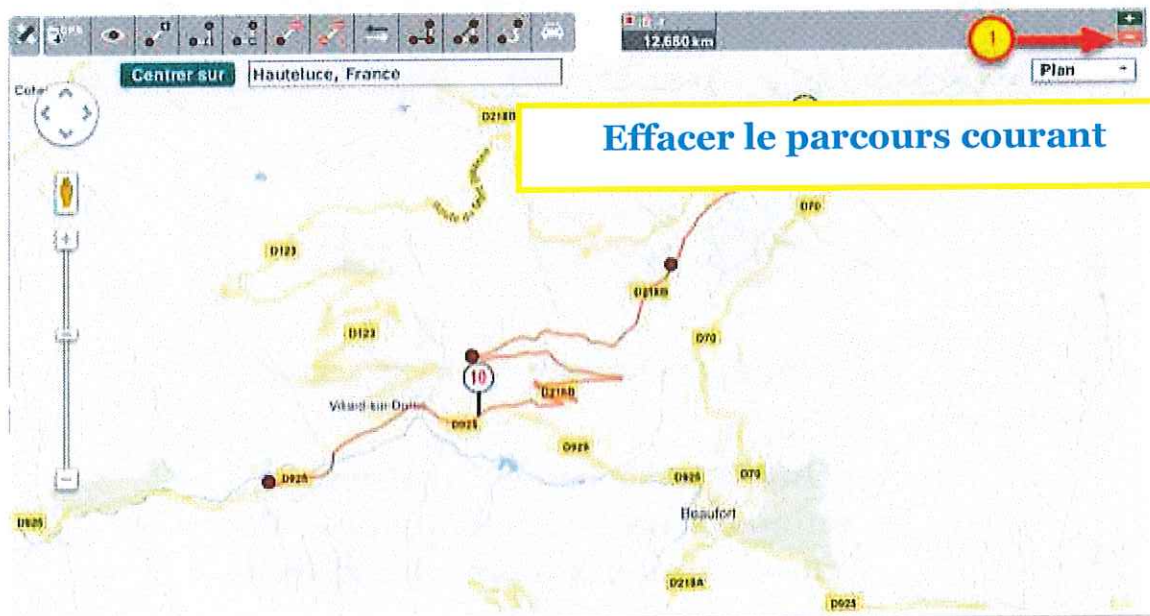 GPS
12,680 km
1
Centrer sur
Hauteluce, France
Plan
Effacer le parcours courant
D218B
D70
D123
D218B
D123
D70
10
D218B
Villard-sur-Doron
D925
D925
D925
D925
D70
D925
Beaufort
D218A
D925